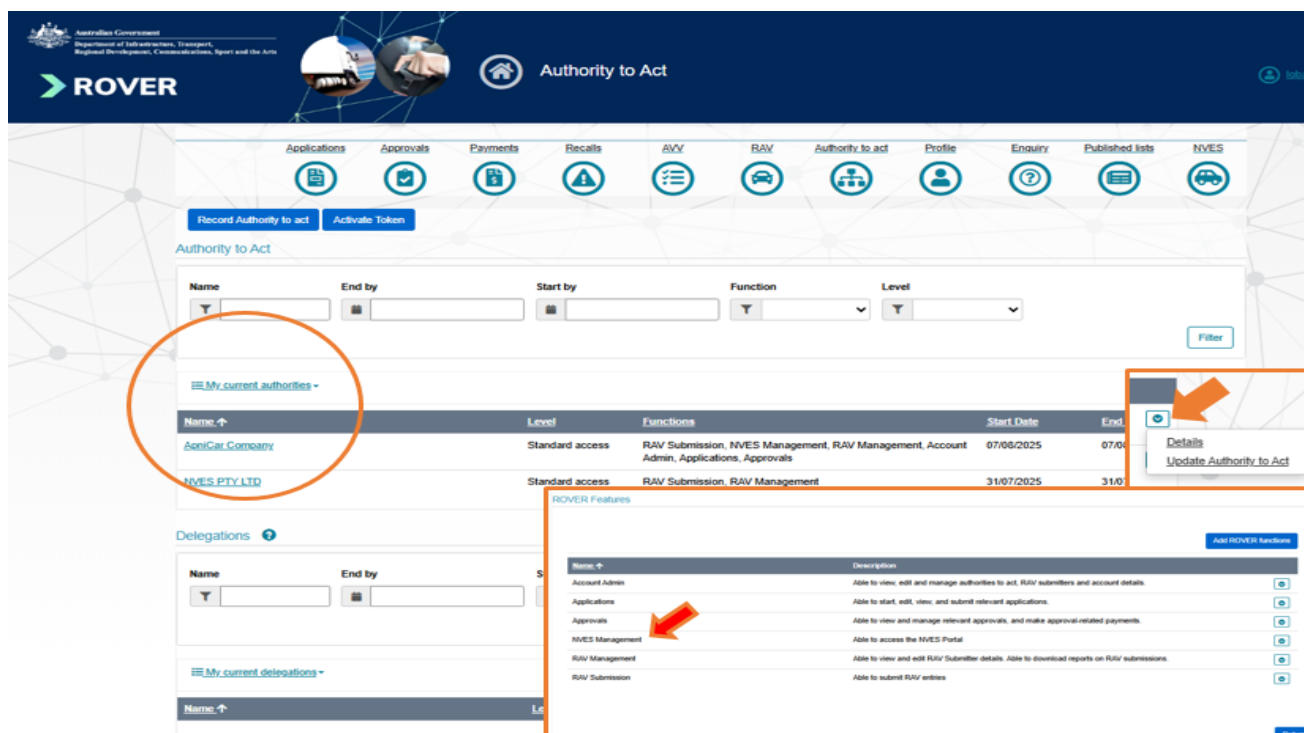 Australian Government
Department of Infrastructure, Transport,
Regional Development, Communications, Sport and the Arts
ROVER
Authority to Act
Applications Approvals Payments Recalls AVV RAV Authority to act Profile Enquiry Published lists NVES
Record Authority to act Activate Token
Authority to Act
Name End by Start by Function Level
Filter
My current authorities
Name Level Functions Start Date End
ApniCar Company Standard access RAV Submission, NVES Management, RAV Management, Account 07/08/2025 07/08
Admin, Applications, Approvals
Details
Update Authority to Act
NVES PTY LTD Standard access RAV Submission, RAV Management 31/07/2025 31/07
ROVER Features
Add ROVER functions
Name Description
Account Admin Able to view, edit and manage authorities to act, RAV submitters and account details.
Applications Able to start, edit, view, and submit relevant applications.
Approvals Able to view and manage relevant approvals, and make approval-related payments.
NVES Management Able to access the NVES Portal
RAV Management Able to view and edit RAV Submitter details. Able to download reports on RAV submissions.
RAV Submission Able to submit RAV entries
Delegations
Name End by S
My current delegations
Name Le